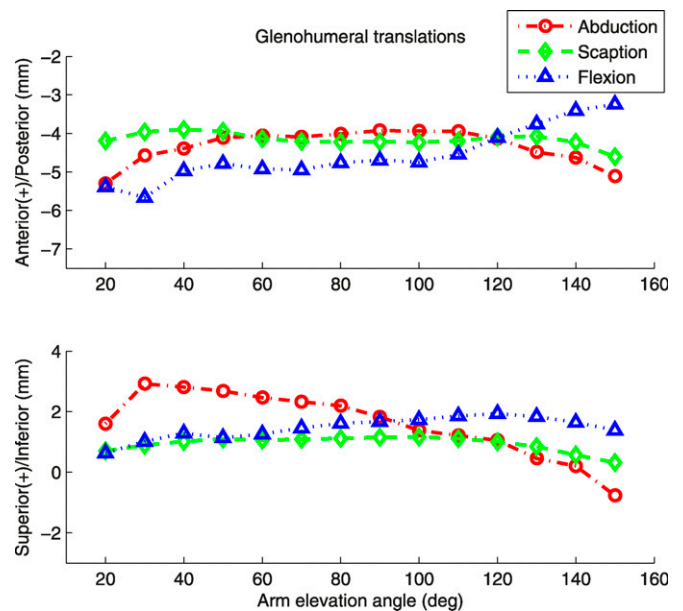 Glenohumeral translations
Abduction
Scaption
Flexion
Anterior(+)/Posterior (mm)
−2
−3
−4
−5
−6
−7
20 40 60 80 100 120 140 160
Superior(+)/Inferior (mm)
4
2
0
−2
20 40 60 80 100 120 140 160
Arm elevation angle (deg)